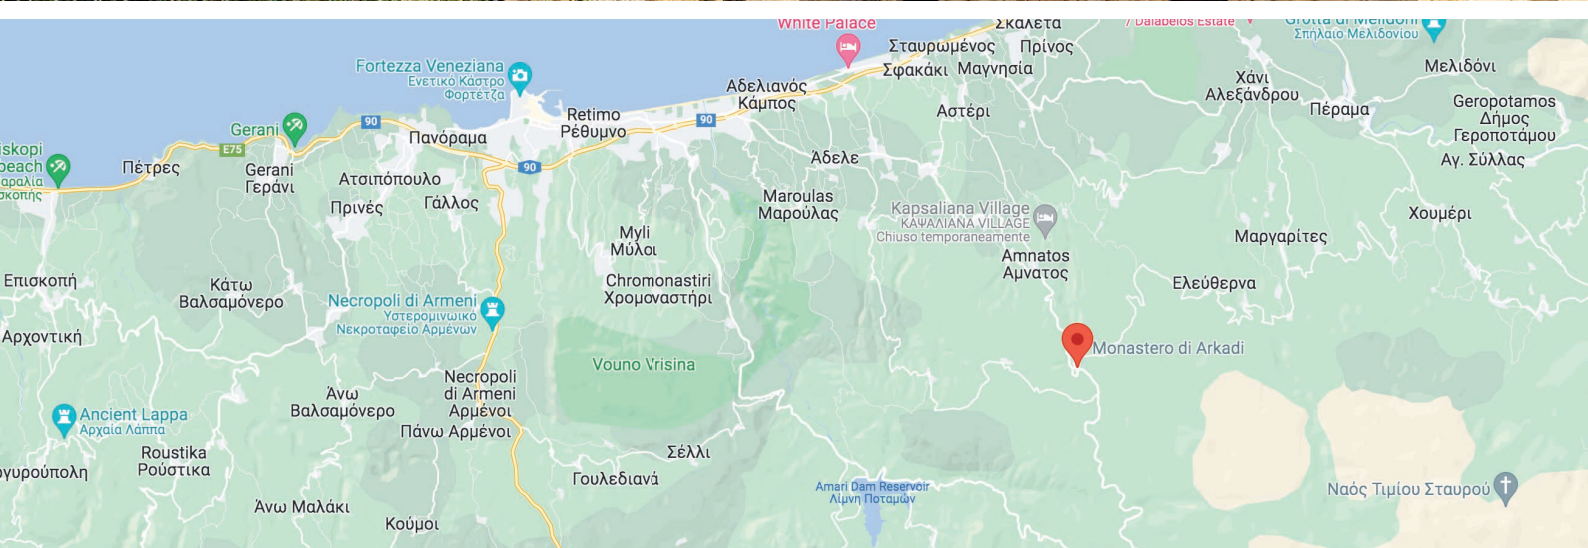 White Palace
Σκαλέτα
7 Dalabelos Estate
Grotta di Melidoni
Σπήλαιο Μελιδονίου
Fortezza Veneziana
Ενετικό Κάστρο
Φορτέτζα
Σταυρωμένος
Πρίνος
Σφακάκι
Μαγνησία
Μελιδόνι
Χάνι
Αλεξάνδρου
Αδελιανός
Κάμπος
Αστέρι
Πέραμα
Geropotamos
Δήμος
Γεροποτάμου
Retimo
Ρέθυμνο
90
90
Gerani
Πανόραμα
E75
90
Πέτρες
Gerani
Γεράνι
Ατσιπόπουλο
Άδελε
Αγ. Σύλλας
Πρινές
Γάλλος
Maroulas
Μαρούλας
Kapsaliana Village
ΚΑΨΑΛΙΑΝΑ VILLAGE
Chiuso temporaneamente
Χουμέρι
Myli
Μύλοι
Μαργαρίτες
Amnatos
Αμνατος
Επισκοπή
Κάτω
Βαλσαμόνερο
Chromonastiri
Χρομοναστήρι
Ελεύθερνα
Necropoli di Armeni
Υστερομινωικό
Νεκροταφείο Αρμένων
Αρχοντική
Monastero di Arkadi
Vouno Vrisina
Necropoli
di Armeni
Αρμένοι
Άνω
Βαλσαμόνερο
Ancient Lappa
Αρχαία Λάππα
Πάνω Αρμένοι
Roustika
Ρούστικα
Σέλλι
Γουλεδιανά
Amari Dam Reservoir
Λίμνη Ποταμών
Ναός Τιμίου Σταυρού
Άνω Μαλάκι
Κούμοι